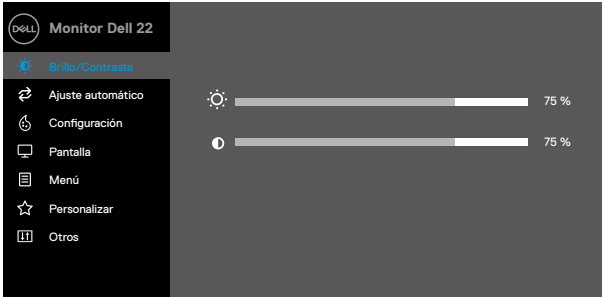 DELL Monitor Dell 22
Brillo/Contraste
Ajuste automático
75 %
Configuración
Pantalla
75 %
Menú
Personalizar
Otros